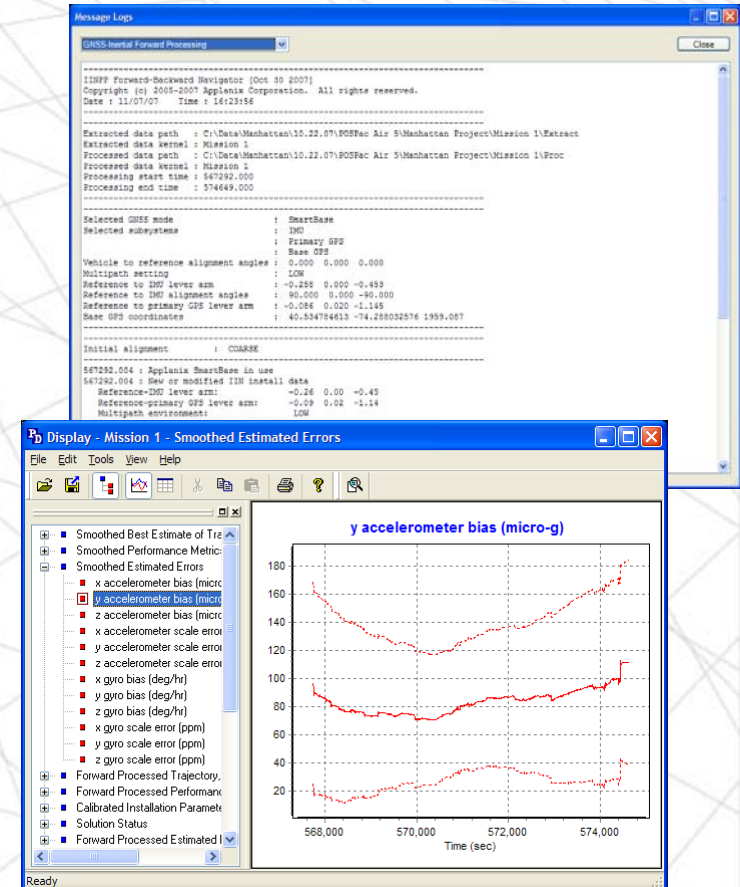 Message Logs
GNSS-Inertial Forward Processing
Close
IINPP Forward-Backward Navigator [Oct 30 2007]
Copyright (c) 2005-2007 Applanix Corporation. All rights reserved.
Date : 11/07/07 Time : 16:23:56
Extracted data path : C:\Data\Manhattan\10.22.07\POSPac Air 5\Manhattan Project\Mission 1\Extract
Extracted data kernel : Mission 1
Processed data path : C:\Data\Manhattan\10.22.07\POSPac Air 5\Manhattan Project\Mission 1\Proc
Processed data kernel : Mission 1
Processing start time : 567292.000
Processing end time : 574649.000
Selected GNSS mode : SmartBase
Selected subsystems : IMU
: Primary GPS
: Base GPS
Vehicle to reference alignment angles : 0.000 0.000 0.000
Multipath setting : LOW
Reference to IMU lever arm : -0.258 0.000 -0.453
Reference to IMU alignment angles : 90.000 0.000 -90.000
Reference to primary GPS lever arm : -0.086 0.020 -1.145
Base GPS coordinates : 40.534784613 -74.288032576 1959.087
Initial alignment : COARSE
567292.004 : Applanix SmartBase in use
567292.004 : New or modified IIN install data
Reference-IMU lever arm: -0.26 0.00 -0.45
Reference-primary GPS lever arm: -0.09 0.02 -1.14
Multipath environment: LOW
Display - Mission 1 - Smoothed Estimated Errors
File Edit Tools View Help
Smoothed Best Estimate of Tra
Smoothed Performance Metric
Smoothed Estimated Errors
x accelerometer bias (micro
y accelerometer bias (micro
z accelerometer bias (micro
x accelerometer scale error
y accelerometer scale error
z accelerometer scale error
x gyro bias (deg/hr)
y gyro bias (deg/hr)
z gyro bias (deg/hr)
x gyro scale error (ppm)
y gyro scale error (ppm)
z gyro scale error (ppm)
Forward Processed Trajectory,
Forward Processed Performanc
Calibrated Installation Paramete
Solution Status
Forward Processed Estimated
y accelerometer bias (micro-g)
180
160
140
120
100
80
60
40
20
568,000 570,000 572,000 574,000
Time (sec)
Ready